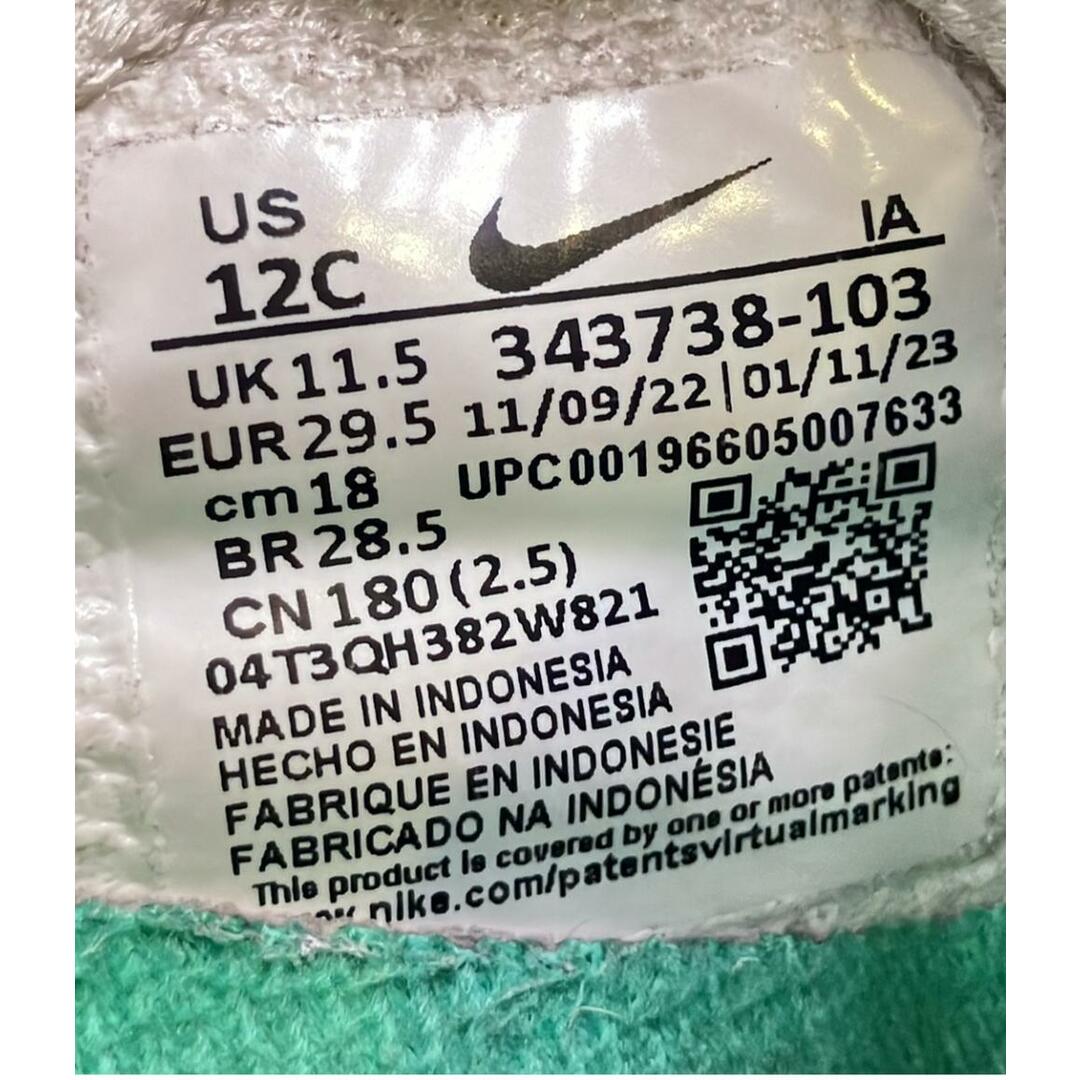 US
12C
IA
UK 11.5 343738-103
EUR 29.5 11/09/22 | 01/11/23
cm 18 UPC 00196605007633
BR 28.5
CN 180 (2.5)
04T3QH382W821
MADE IN INDONESIA
HECHO EN INDONESIA
FABRIQUE EN INDONESIE
FABRICADO NA INDONÉSIA
This product is covered by one or more patents:
nike.com/patentsvirtualmarking